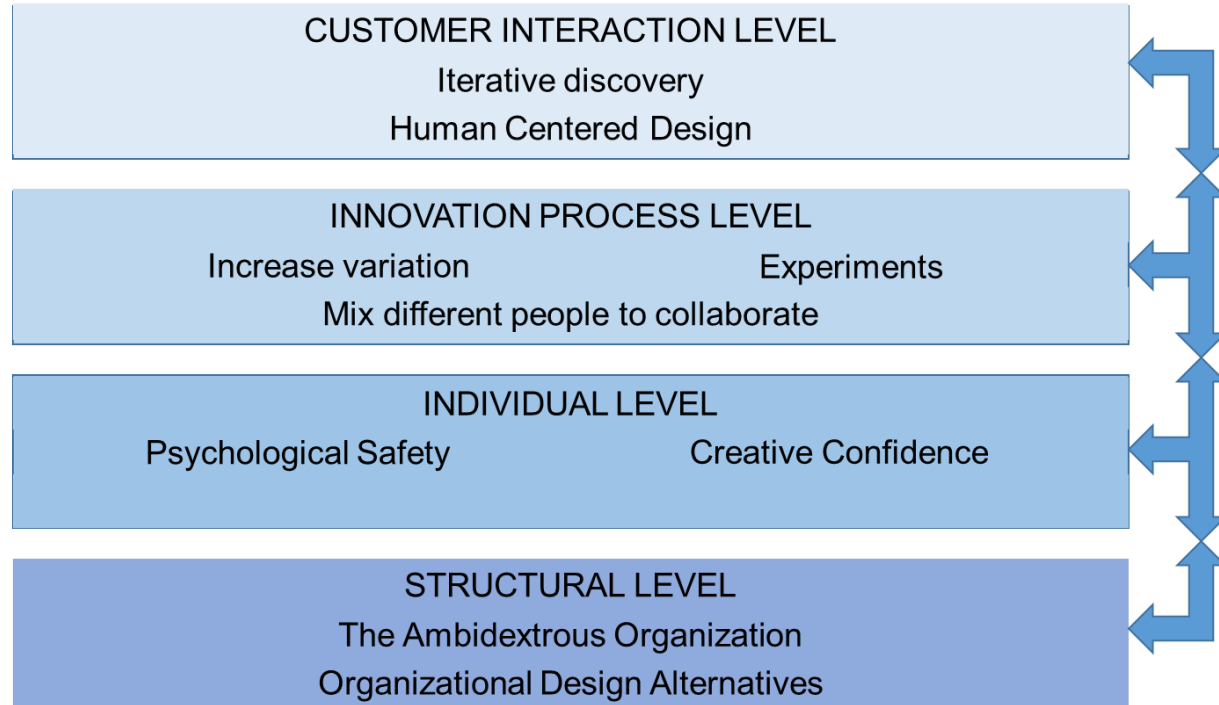 CUSTOMER INTERACTION LEVEL
Iterative discovery
Human Centered Design
INNOVATION PROCESS LEVEL
Increase variation Experiments
Mix different people to collaborate
INDIVIDUAL LEVEL
Psychological Safety Creative Confidence
STRUCTURAL LEVEL
The Ambidextrous Organization
Organizational Design Alternatives